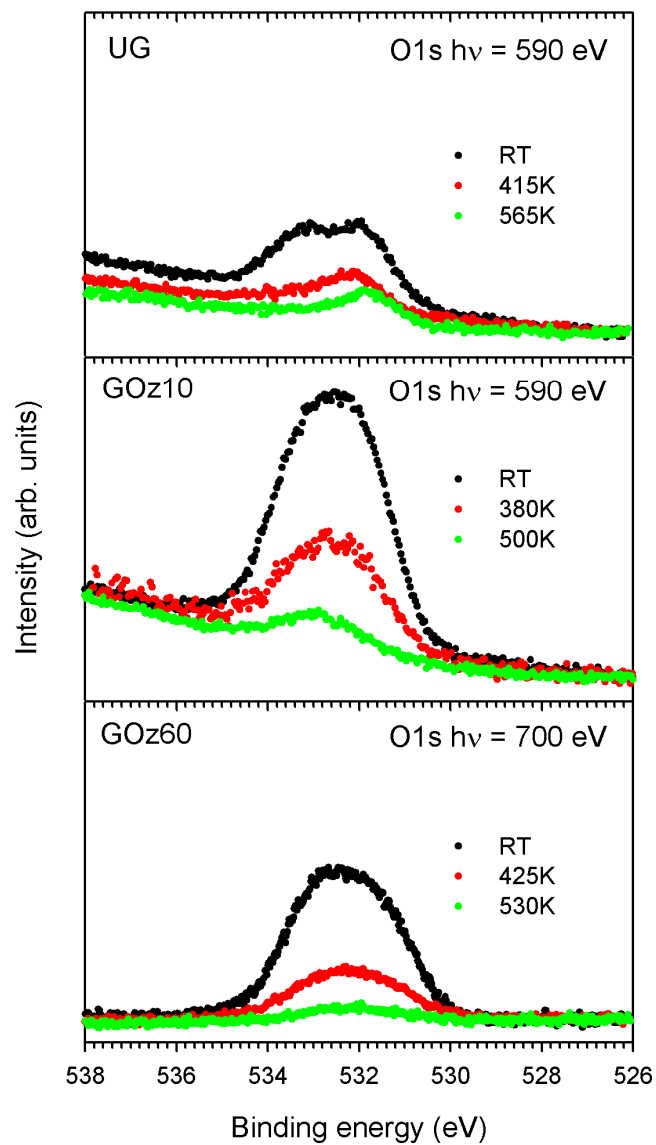 UG O1s hν = 590 eV
RT
415K
565K
GOz10 O1s hν = 590 eV
RT
380K
500K
Intensity (arb. units)
GOz60 O1s hν = 700 eV
RT
425K
530K
538 536 534 532 530 528 526
Binding energy (eV)